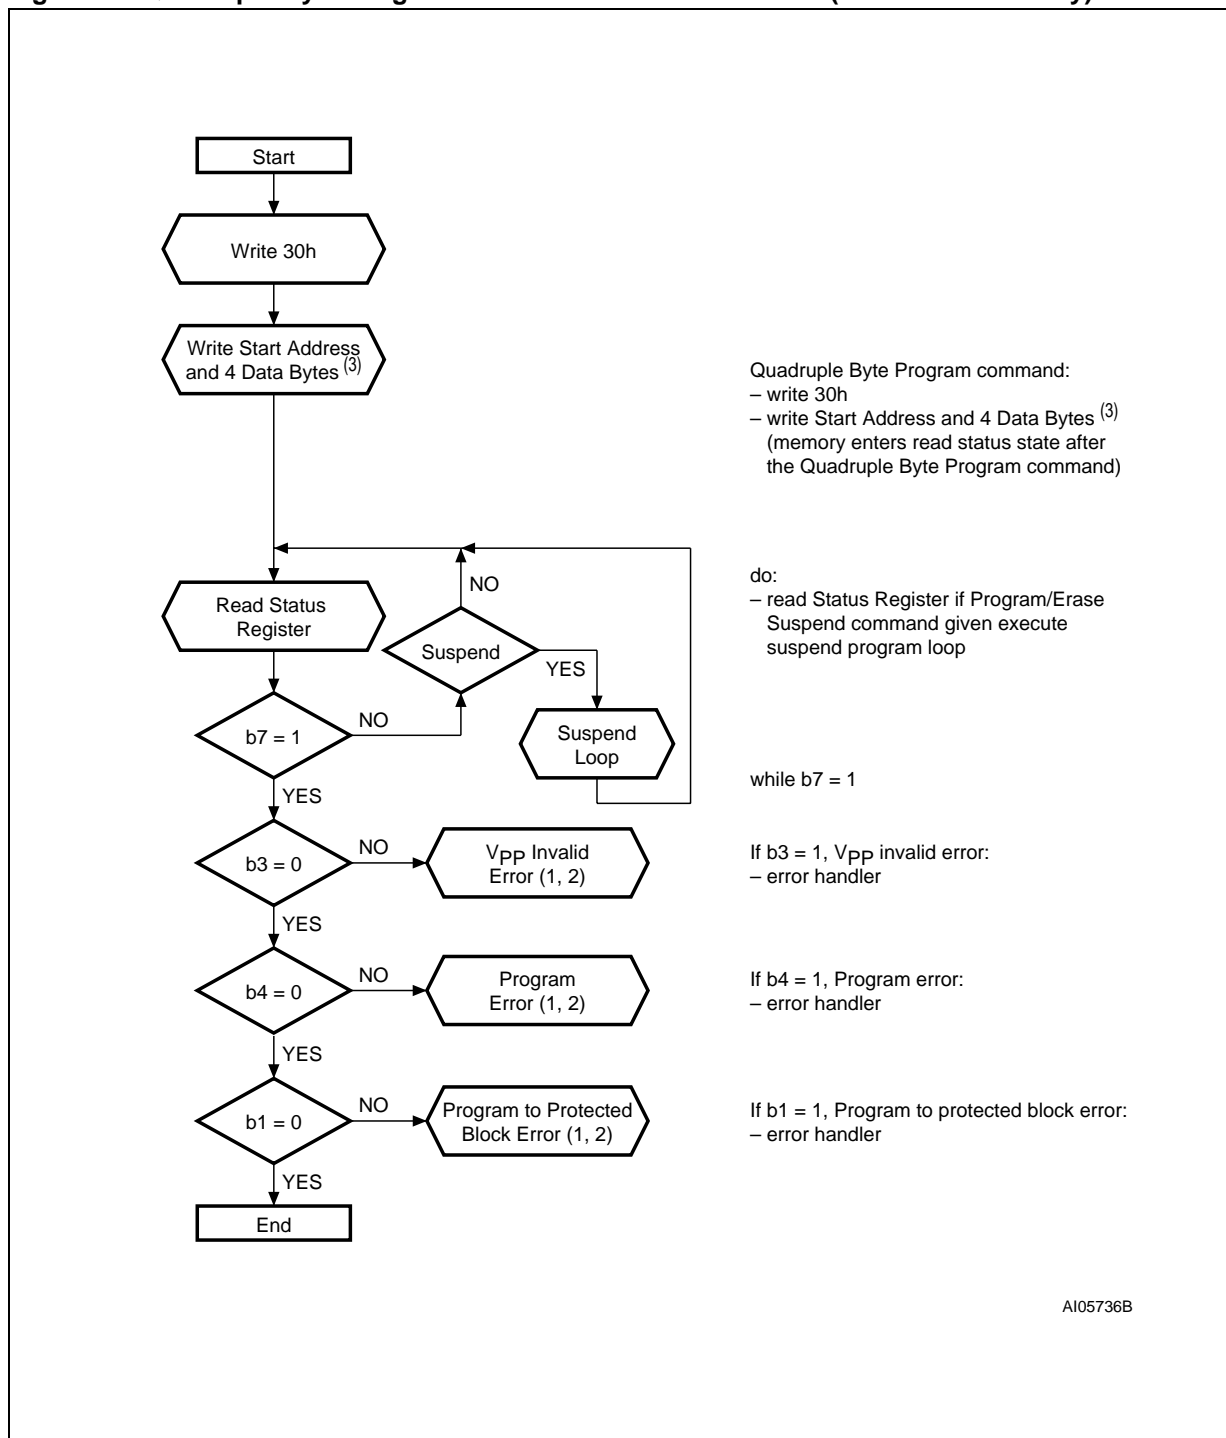 Start
Write 30h
Write Start Address
and 4 Data Bytes (3)
Quadruple Byte Program command:
– write 30h
– write Start Address and 4 Data Bytes (3)
(memory enters read status state after
the Quadruple Byte Program command)
NO
Read Status
Register
Suspend
YES
do:
– read Status Register if Program/Erase
Suspend command given execute
suspend program loop
b7 = 1
NO
Suspend
Loop
YES
while b7 = 1
b3 = 0
NO
VPP Invalid
Error (1, 2)
If b3 = 1, VPP invalid error:
– error handler
YES
b4 = 0
NO
Program
Error (1, 2)
If b4 = 1, Program error:
– error handler
YES
b1 = 0
NO
Program to Protected
Block Error (1, 2)
If b1 = 1, Program to protected block error:
– error handler
YES
End
AI05736B